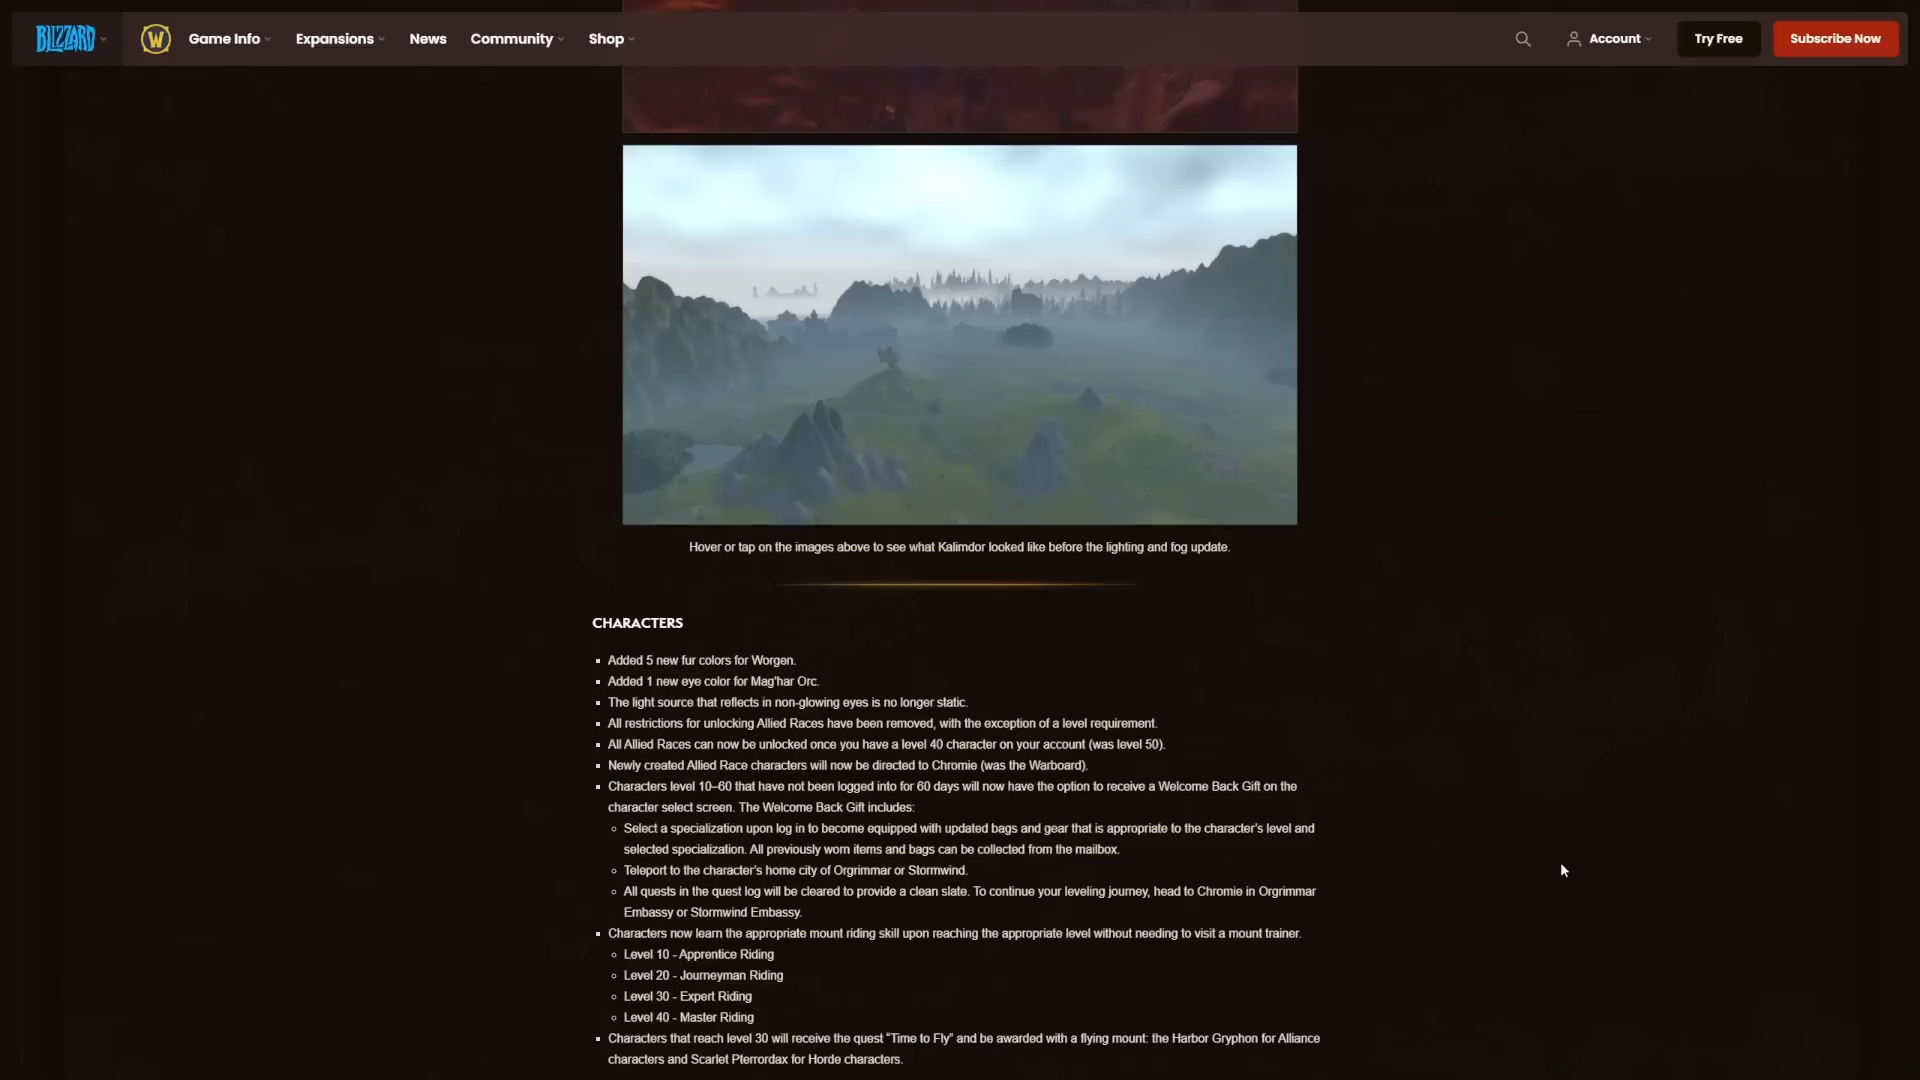 BLIZZARD
W
Game Info
Expansions
News
Community
Shop
Account
Try Free
Subscribe Now
Hover or tap on the images above to see what Kalimdor looked like before the lighting and fog update.
CHARACTERS
Added 5 new fur colors for Worgen.
Added 1 new eye color for Mag'har Orc.
The light source that reflects in non-glowing eyes is no longer static.
All restrictions for unlocking Allied Races have been removed, with the exception of a level requirement.
All Allied Races can now be unlocked once you have a level 40 character on your account (was level 50).
Newly created Allied Race characters will now be directed to Chromie (was the Warboard).
Characters level 10–60 that have not been logged into for 60 days will now have the option to receive a Welcome Back Gift on the
character select screen. The Welcome Back Gift includes:
Select a specialization upon log in to become equipped with updated bags and gear that is appropriate to the character's level and
selected specialization. All previously worn items and bags can be collected from the mailbox.
Teleport to the character's home city of Orgrimmar or Stormwind.
All quests in the quest log will be cleared to provide a clean slate. To continue your leveling journey, head to Chromie in Orgrimmar
Embassy or Stormwind Embassy.
Characters now learn the appropriate mount riding skill upon reaching the appropriate level without needing to visit a mount trainer.
Level 10 - Apprentice Riding
Level 20 - Journeyman Riding
Level 30 - Expert Riding
Level 40 - Master Riding
Characters that reach level 30 will receive the quest “Time to Fly” and be awarded with a flying mount: the Harbor Gryphon for Alliance
characters and Scarlet Pterrordax for Horde characters.